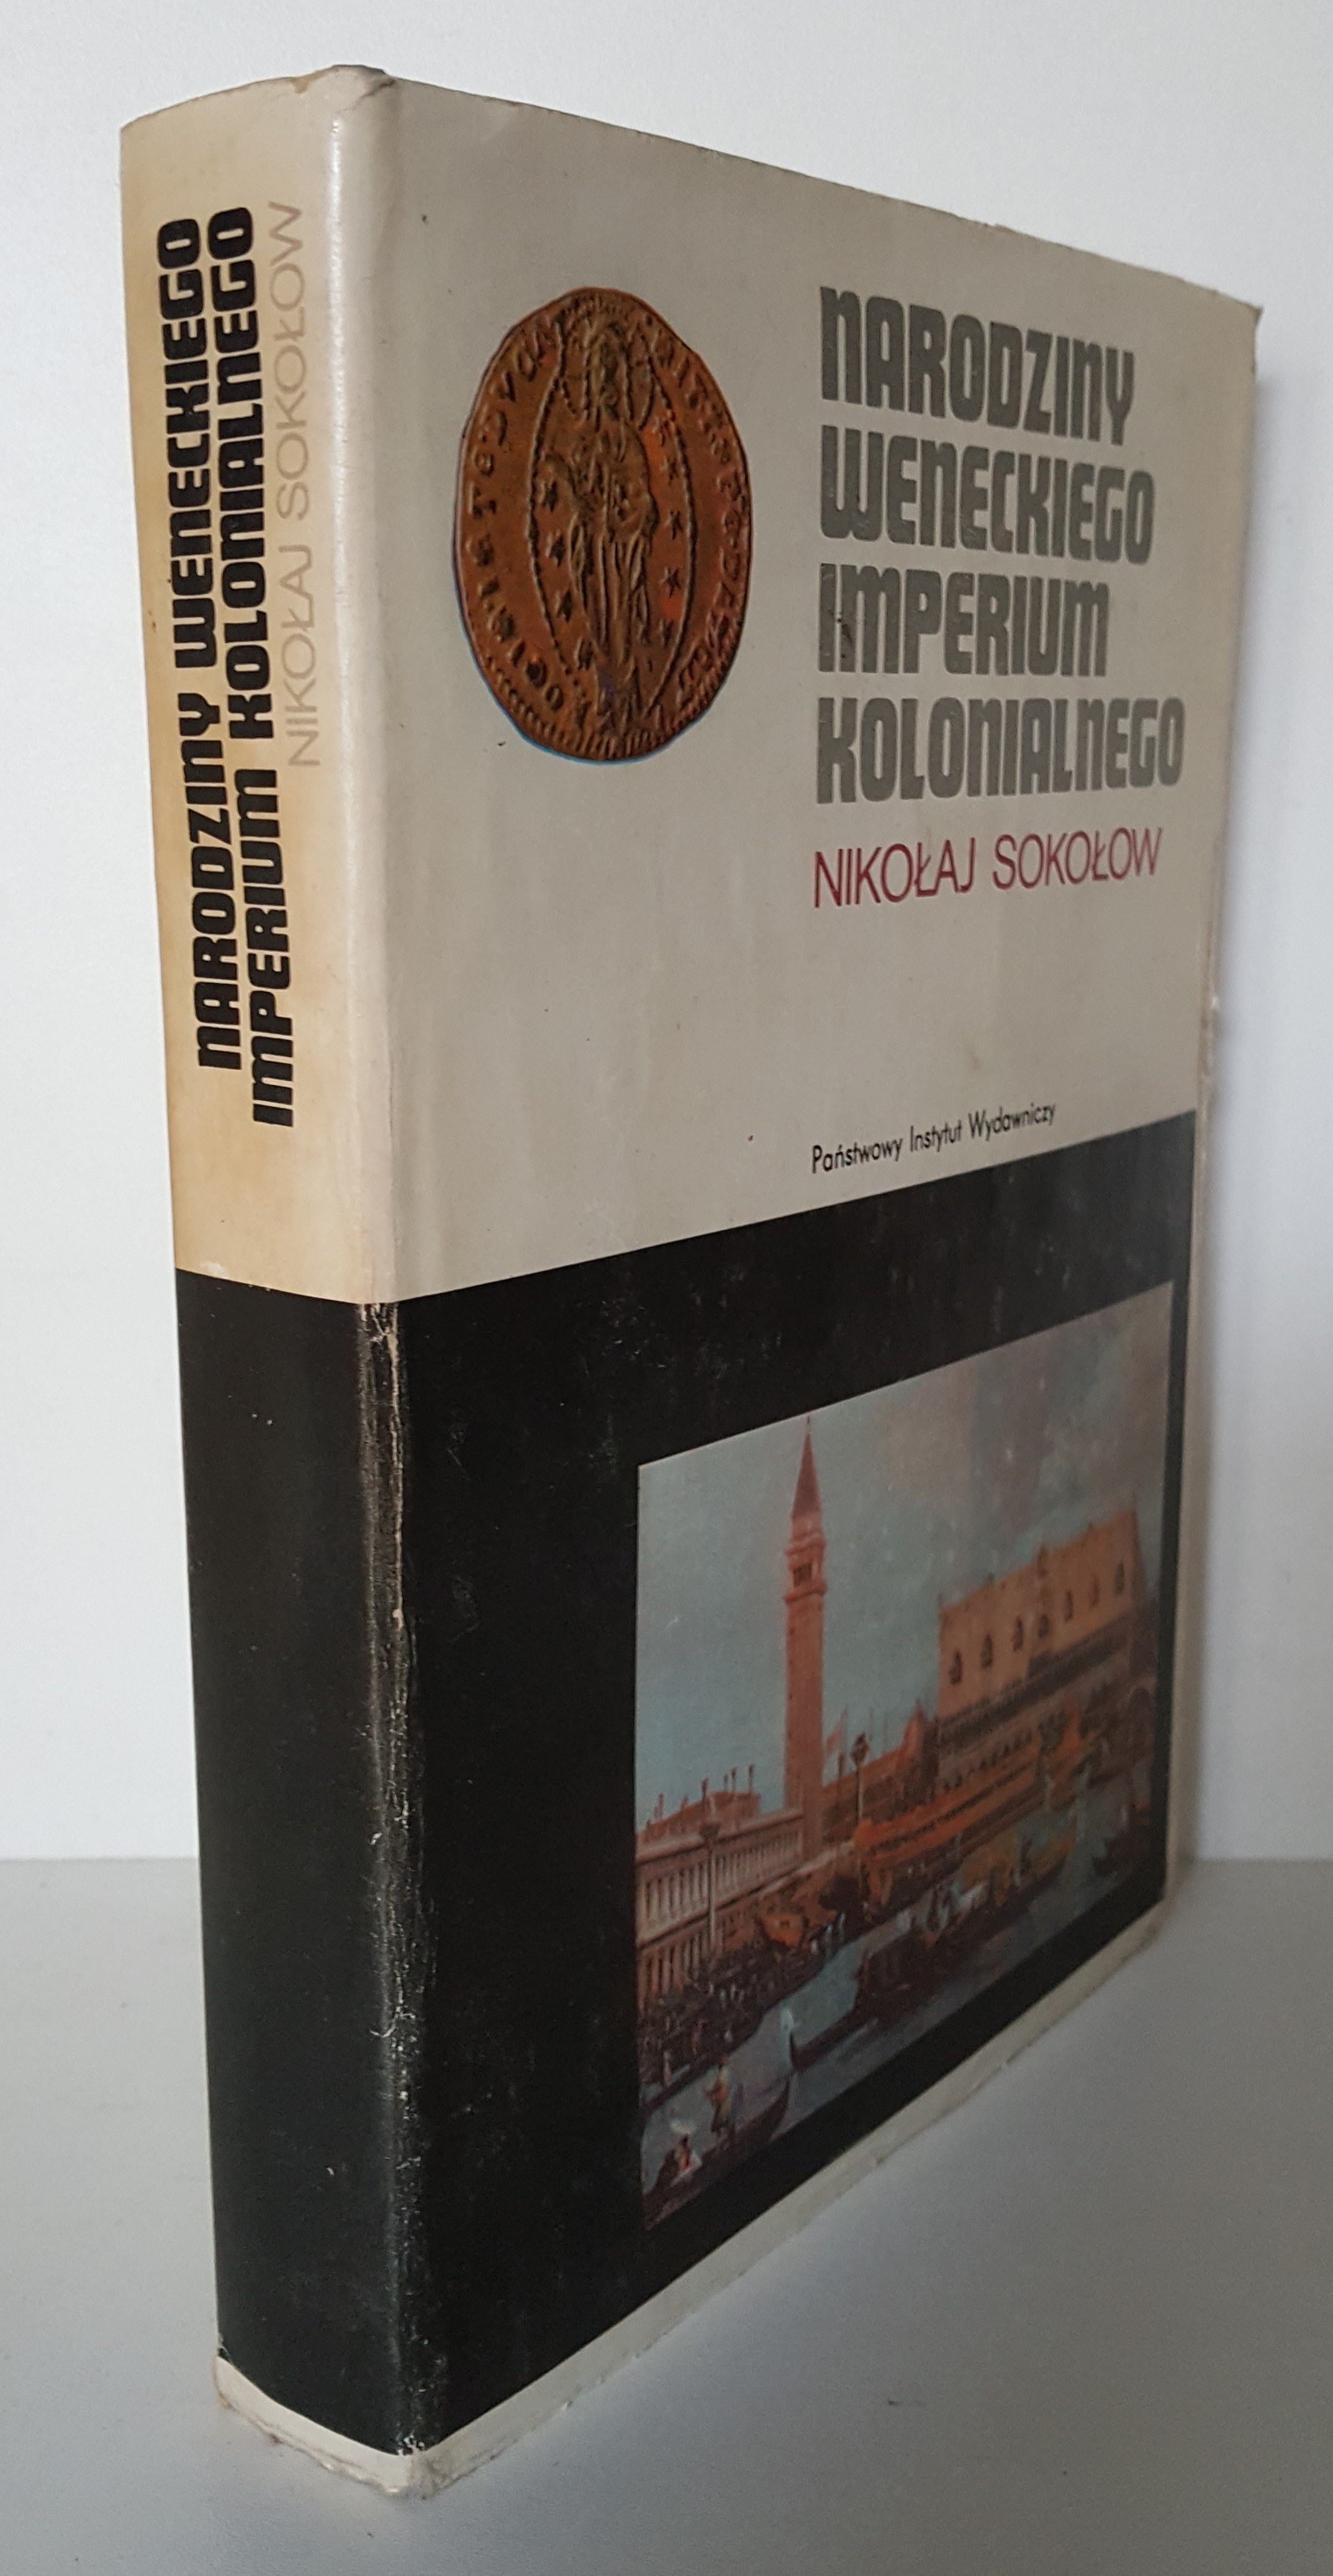 NARODZINY WENECKIEGO
IMPERIUM KOLONIALNEGO
NIKOŁAJ SOKOŁOW
NARODZINY
WENECKIEGO
IMPERIUM
KOLONIALNEGO
NIKOŁAJ SOKOŁOW
Państwowy Instytut Wydawniczy